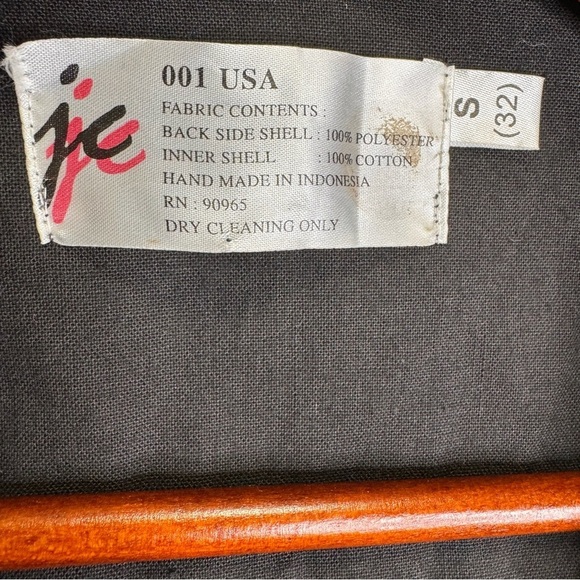 jc
jc
001 USA
FABRIC CONTENTS :
BACK SIDE SHELL : 100% POLYESTER
INNER SHELL : 100% COTTON
HAND MADE IN INDONESIA
RN : 90965
DRY CLEANING ONLY
S
(32)